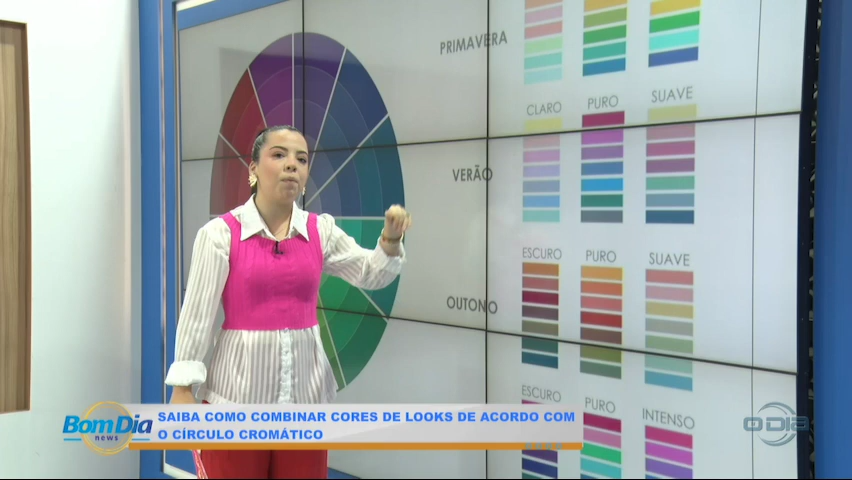 PRIMAVERA
CLARO PURO SUAVE
VERÃO
ESCURO PURO SUAVE
OUTONO
ESCURO PURO INTENSO
Bom Dia
news
SAIBA COMO COMBINAR CORES DE LOOKS DE ACORDO COM
O CÍRCULO CROMÁTICO
O DIA